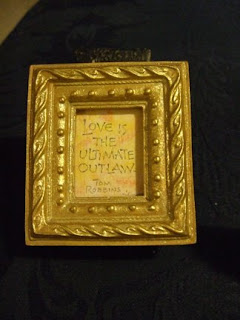 LOVE IS
THE
ULTIMATE
OUTLAW.
TOM
ROBBINS